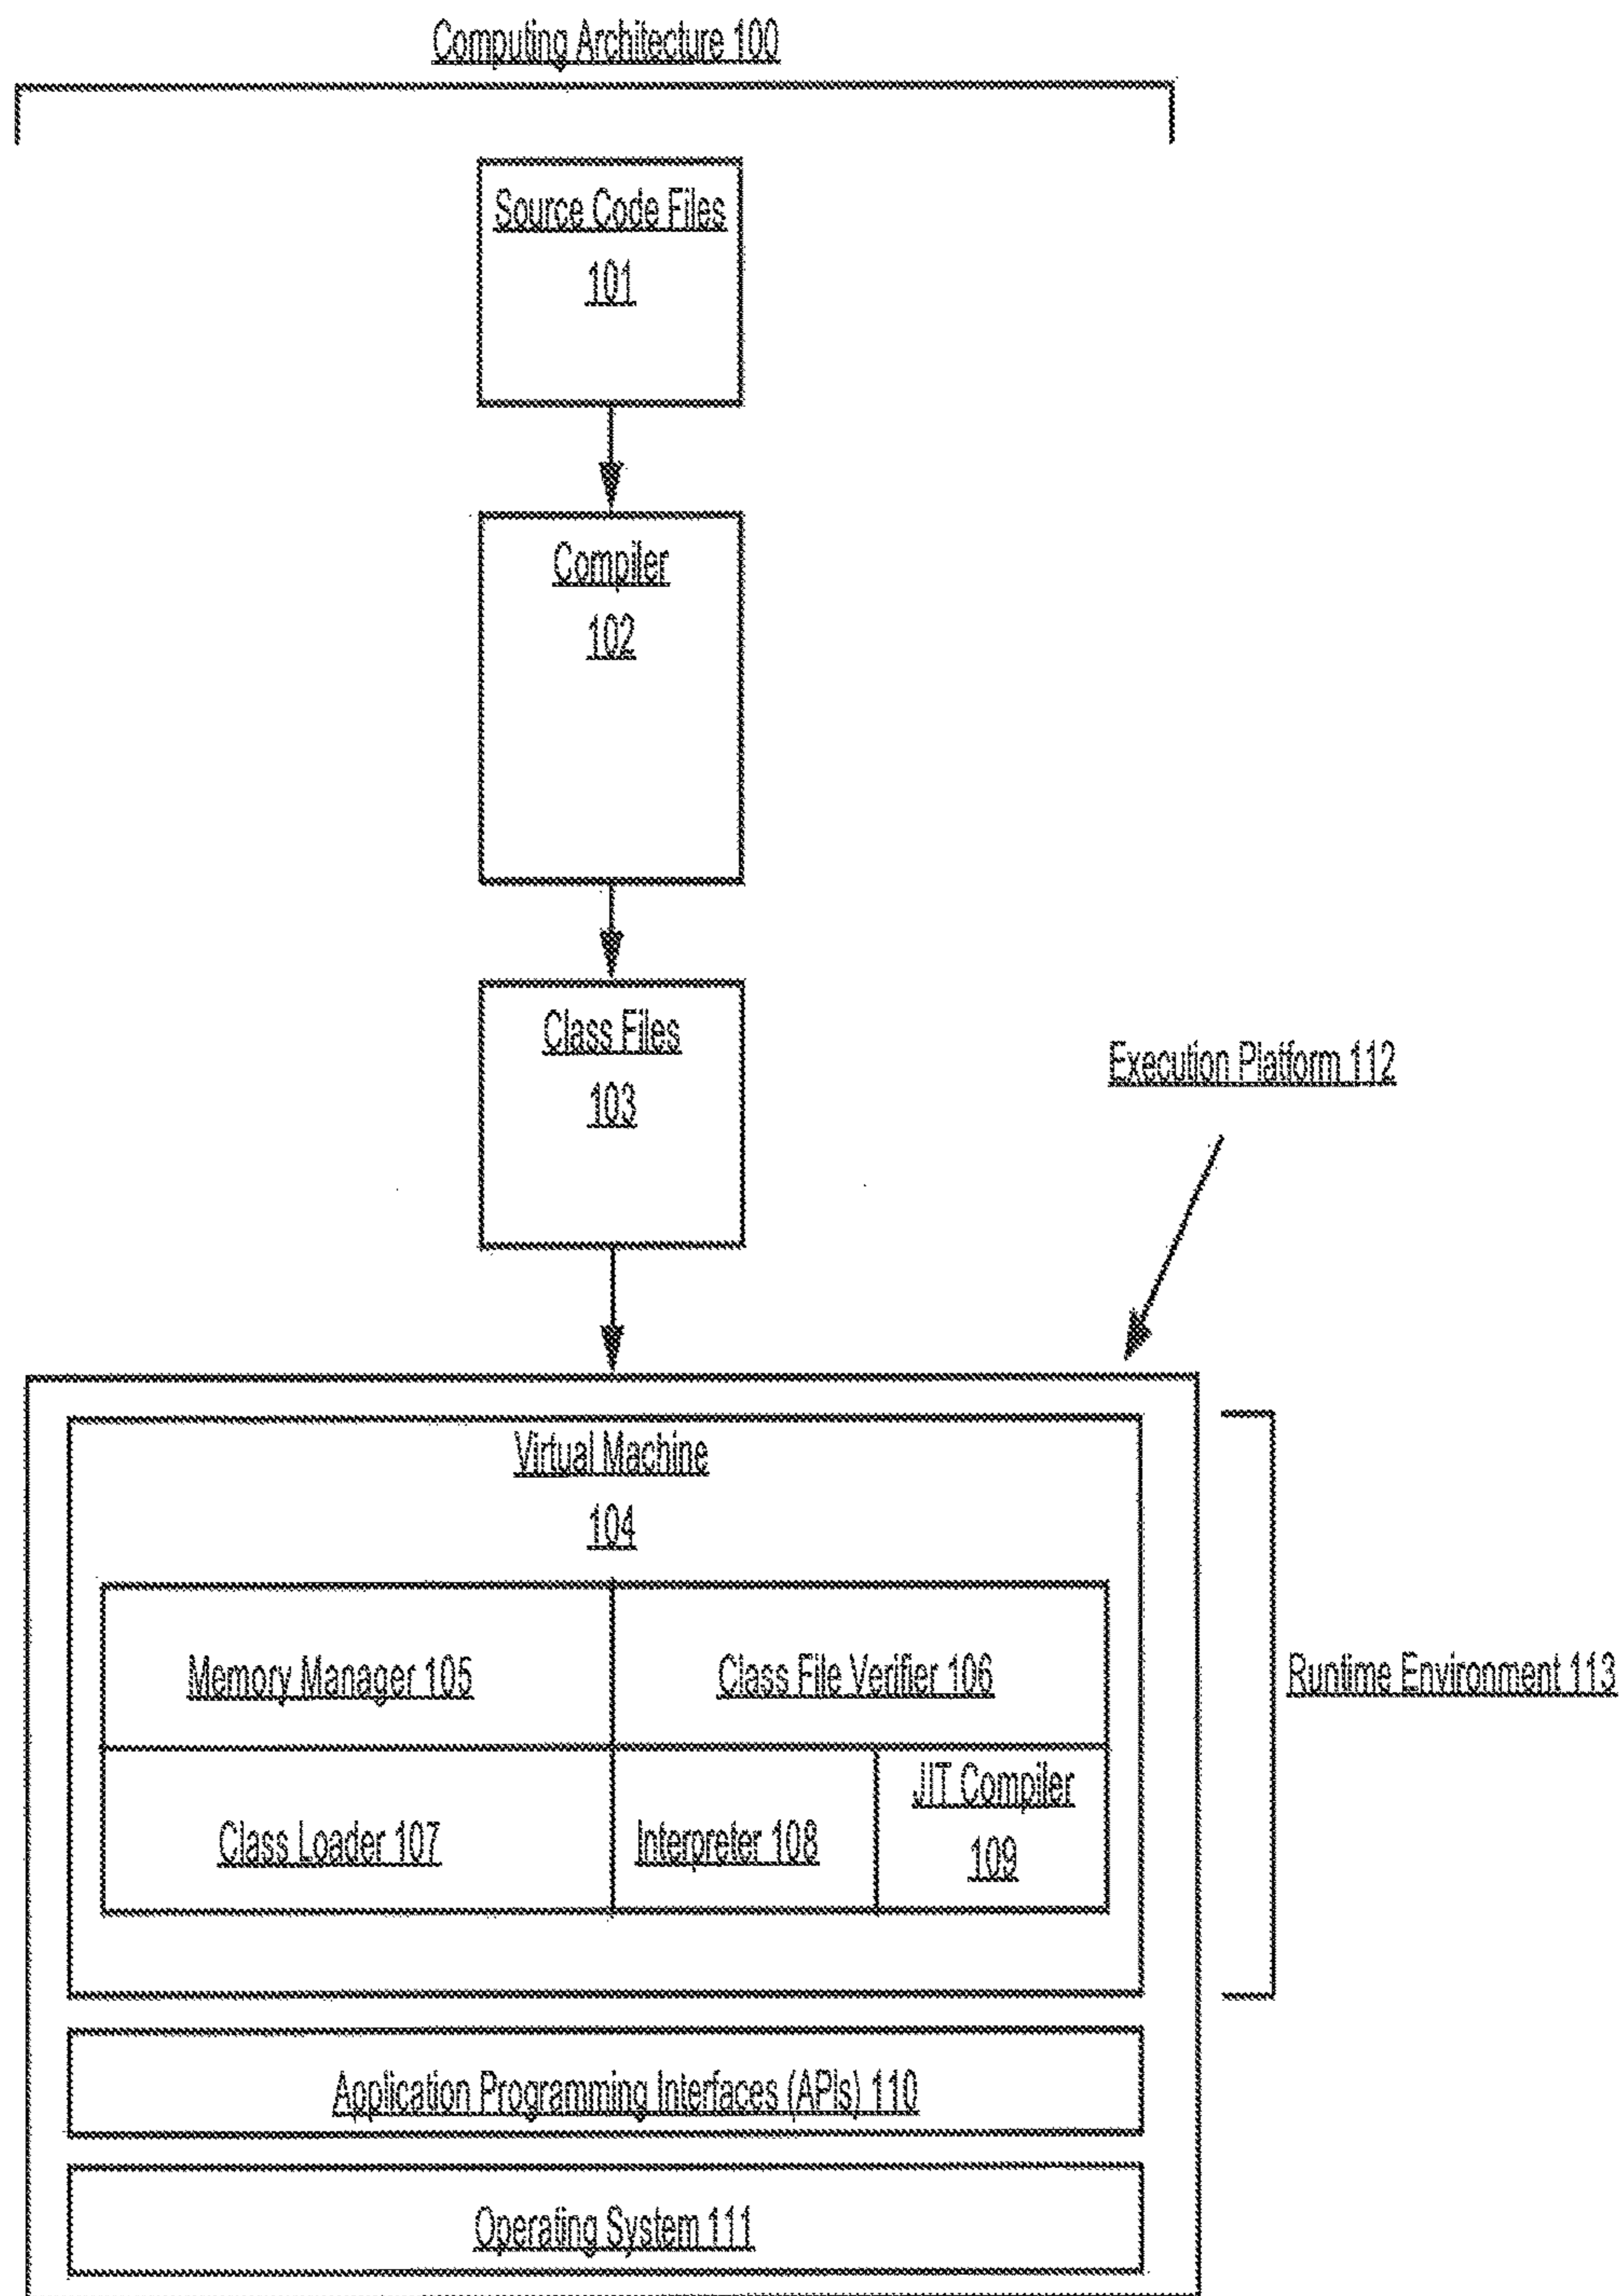 Computing Architecture 100
Source Code Files
101
Compiler
102
Class Files
103
Execution Platform 112
Virtual Machine
104
Memory Manager 105
Class File Verifier 106
Runtime Environment 113
Class Loader 107
Interpreter 108
JIT Compiler
109
Application Programming Interfaces (APIs) 110
Operating System 111